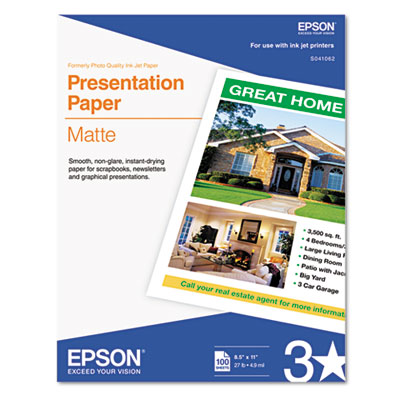 EPSON
EXCEED YOUR VISION
For use with ink jet printers
S041062
Formerly Photo Quality Ink Jet Paper
Presentation
Paper
Matte
Smooth, non-glare, instant-drying
paper for scrapbooks, newsletters
and graphical presentations.
GREAT HOME
• 3,500 sq. ft.
• 4 Bedrooms/
• Large Living
• Dining Room
• Patio with
• Big Yard
• 3 Car Garage
Call your real estate agent for more
EPSON
EXCEED YOUR VISION
100
SHEETS
8.5" x 11"
27 lb • 4.9 mil
3★